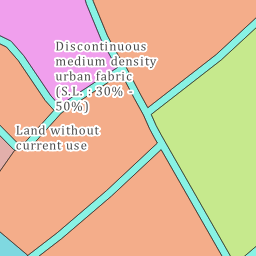 Discontinuous
medium density
urban fabric
(S.L. : 30% -
50%)
Land without
current use